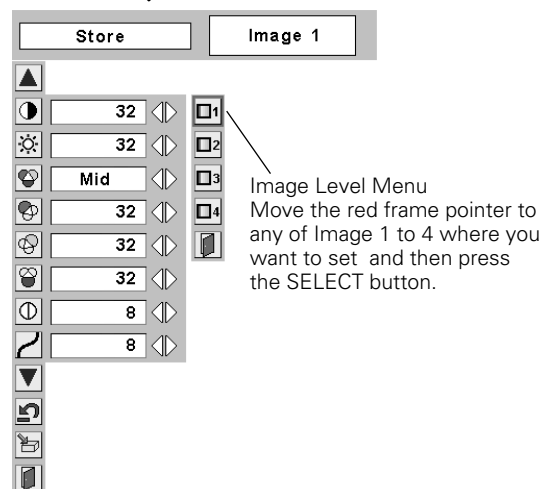 Store
Image 1
32
1
32
2
Mid
3
32
4
32
32
8
8
Image Level Menu
Move the red frame pointer to
any of Image 1 to 4 where you
want to set and then press
the SELECT button.